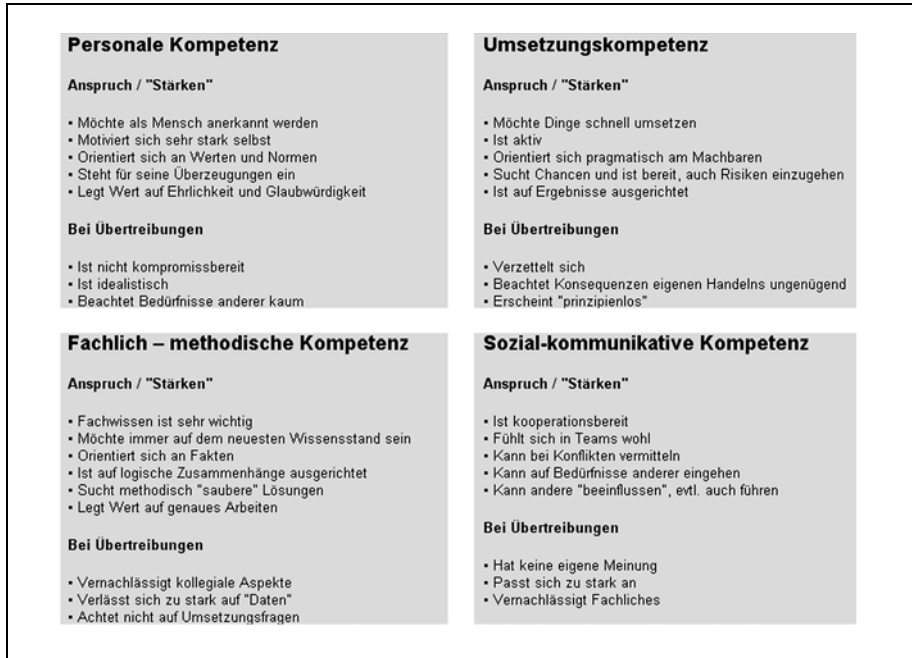 Personale Kompetenz
Anspruch / "Stärken"
▪ Möchte als Mensch anerkannt werden
▪ Motiviert sich sehr stark selbst
▪ Orientiert sich an Werten und Normen
▪ Steht für seine Überzeugungen ein
▪ Legt Wert auf Ehrlichkeit und Glaubwürdigkeit
Bei Übertreibungen
▪ Ist nicht kompromissbereit
▪ Ist idealistisch
▪ Beachtet Bedürfnisse anderer kaum
Umsetzungskompetenz
Anspruch / "Stärken"
▪ Möchte Dinge schnell umsetzen
▪ Ist aktiv
▪ Orientiert sich pragmatisch am Machbaren
▪ Sucht Chancen und ist bereit, auch Risiken einzugehen
▪ Ist auf Ergebnisse ausgerichtet
Bei Übertreibungen
▪ Verzettelt sich
▪ Beachtet Konsequenzen eigenen Handelns ungenügend
▪ Erscheint "prinzipienlos"
Fachlich – methodische Kompetenz
Anspruch / "Stärken"
▪ Fachwissen ist sehr wichtig
▪ Möchte immer auf dem neuesten Wissensstand sein
▪ Orientiert sich an Fakten
▪ Ist auf logische Zusammenhänge ausgerichtet
▪ Sucht methodisch "saubere" Lösungen
▪ Legt Wert auf genaues Arbeiten
Bei Übertreibungen
▪ Vernachlässigt kollegiale Aspekte
▪ Verlässt sich zu stark auf "Daten"
▪ Achtet nicht auf Umsetzungsfragen
Sozial-kommunikative Kompetenz
Anspruch / "Stärken"
▪ Ist kooperationsbereit
▪ Fühlt sich in Teams wohl
▪ Kann bei Konflikten vermitteln
▪ Kann auf Bedürfnisse anderer eingehen
▪ Kann andere "beeinflussen", evtl. auch führen
Bei Übertreibungen
▪ Hat keine eigene Meinung
▪ Passt sich zu stark an
▪ Vernachlässigt Fachliches